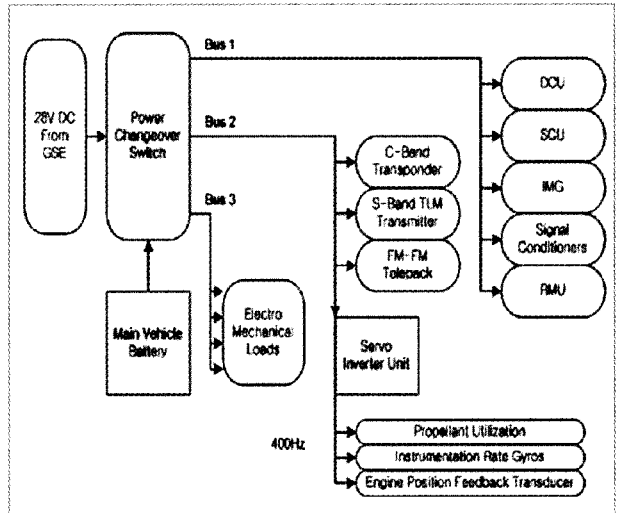 Bus 1
28V DC
From
GSE
Power
Changeover
Switch
Bus 2
Bus 3
DCU
SCU
IMG
Signal
Conditioners
RMU
C-Band
Transponder
S-Band TLM
Transmitter
FM-FM
Telepack
Main Vehicle
Battery
Electro
Mechanical
Loads
Servo
Inverter Unit
400Hz
Propellant Utilization
Instrumentation Rate Gyros
Engine Position Feedback Transducer